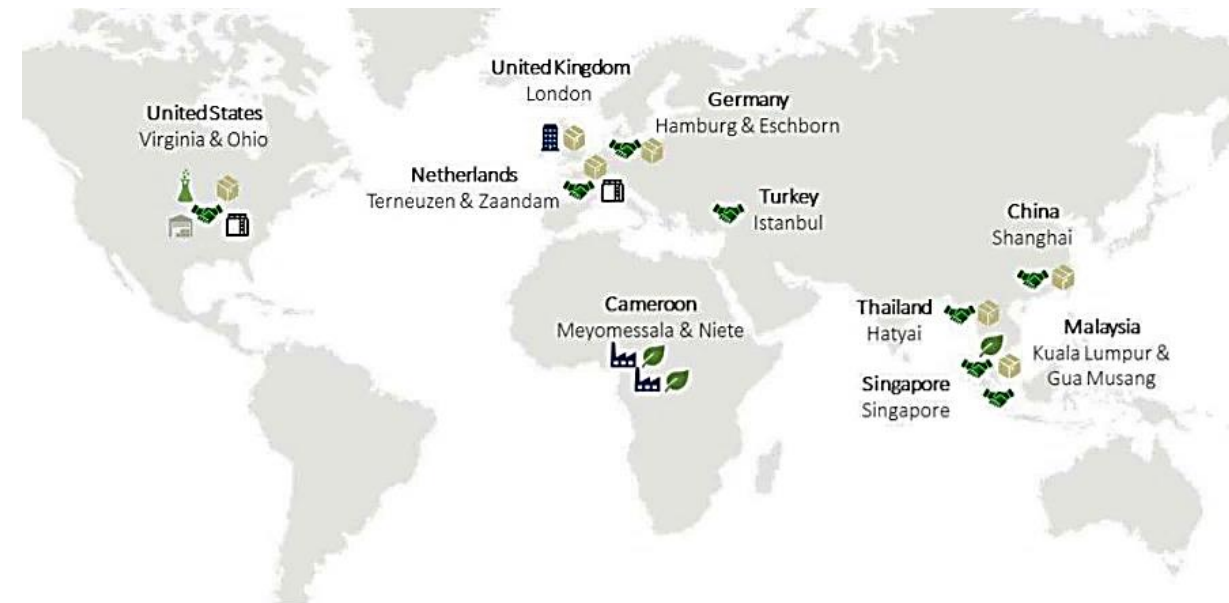 United Kingdom
London
Germany
Hamburg & Eschborn
United States
Virginia & Ohio
Netherlands
Terneuzen & Zaandam
Turkey
Istanbul
China
Shanghai
Cameroon
Meyomessala & Niete
Thailand
Hatyai
Malaysia
Kuala Lumpur &
Gua Musang
Singapore
Singapore